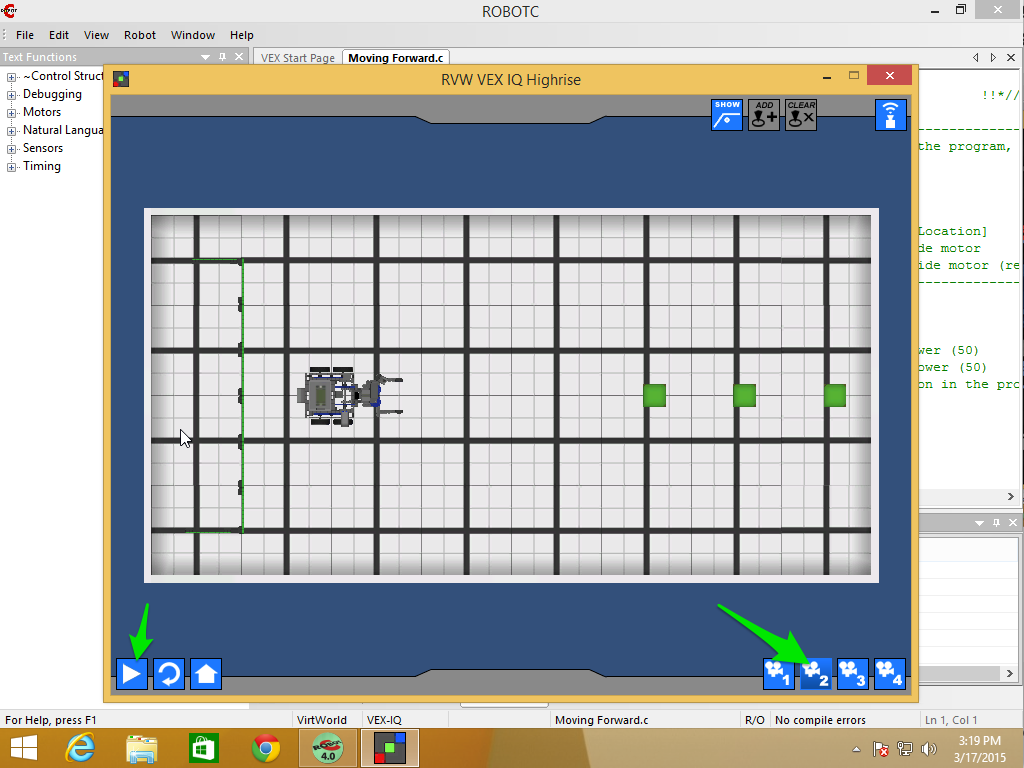 ROBOTC
File Edit View Robot Window Help
Text Functions
VEX Start Page Moving Forward.c
~Control Struct
Debugging
Motors
Natural Langua
Sensors
Timing
RVW VEX IQ Highrise
SHOW
ADD
CLEAR
!!*//
the program,
Location]
de motor
ide motor (re
wer (50)
ower (50)
on in the pro
1
2
3
4
For Help, press F1 VirtWorld VEX-IQ Moving Forward.c R/O No compile errors Ln 1, Col 1
4.0
3:19 PM
3/17/2015